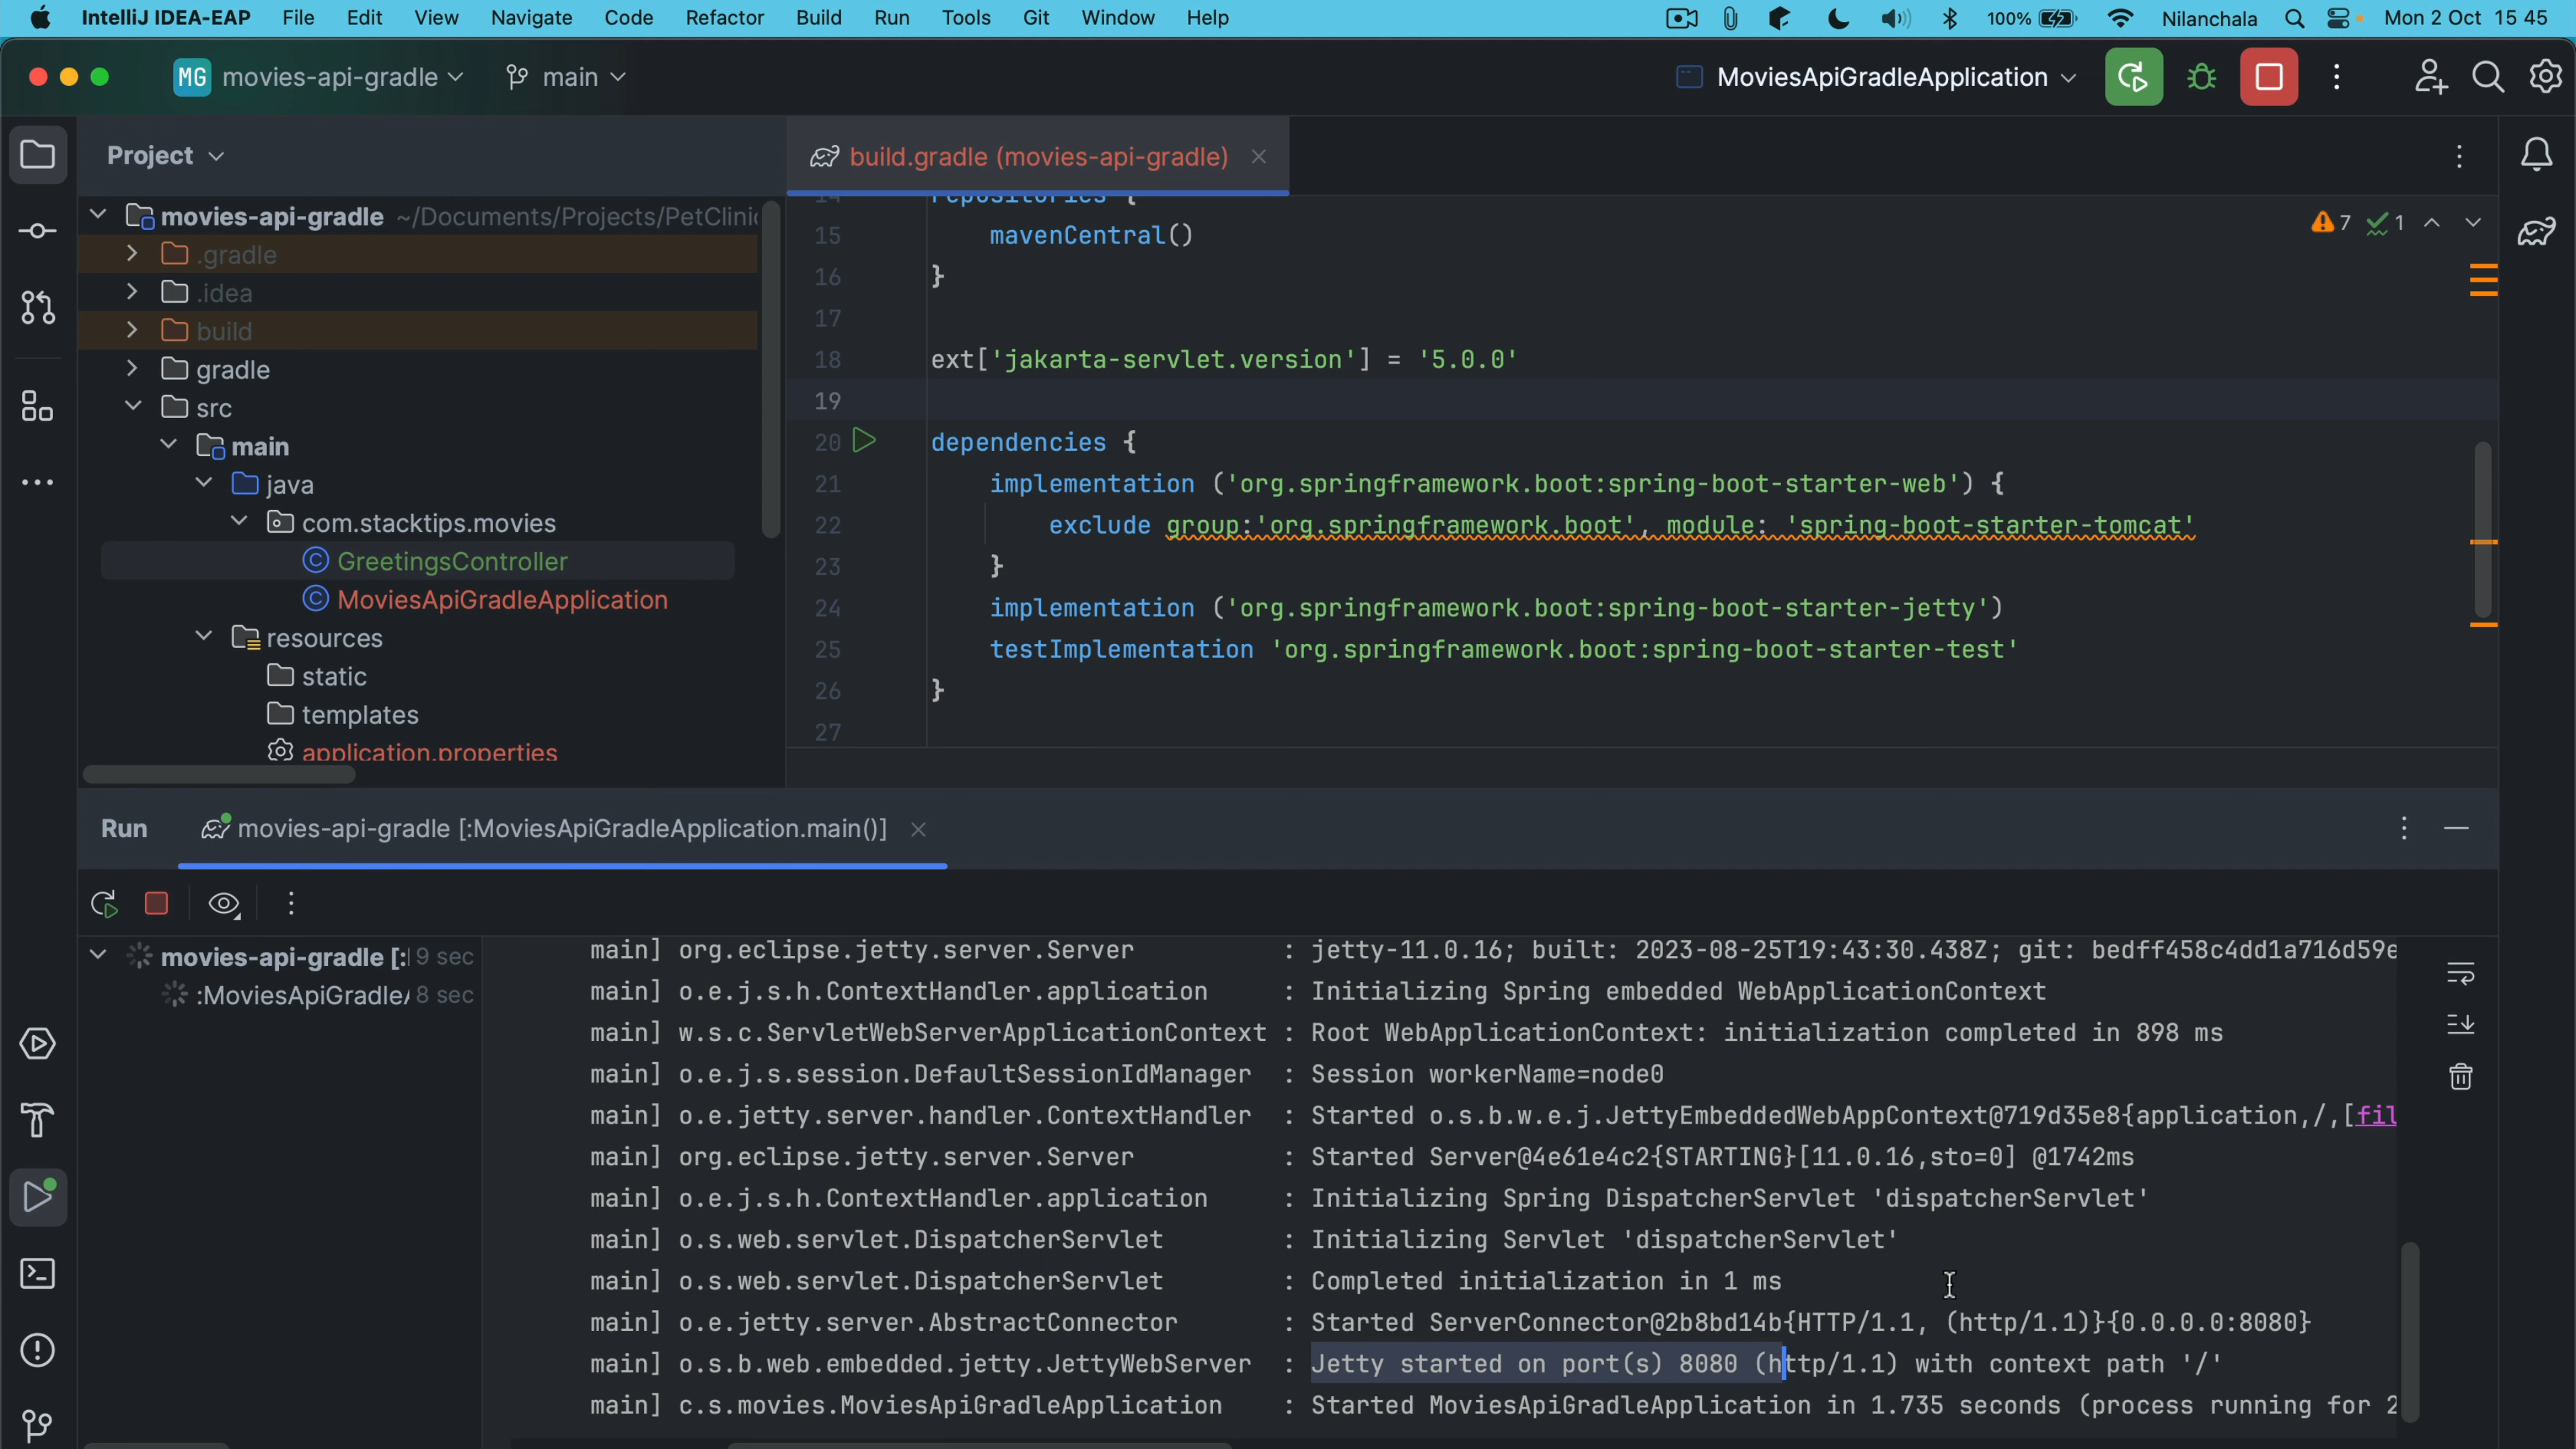 IntelliJ IDEA-EAP File Edit View Navigate Code Refactor Build Run Tools Git Window Help 100% Nilanchala Mon 2 Oct 15 45
MG movies-api-gradle main MoviesApiGradleApplication
Project
movies-api-gradle ~/Documents/Projects/PetClini
.gradle
.idea
build
gradle
src
main
java
com.stacktips.movies
GreetingsController
MoviesApiGradleApplication
resources
static
templates
application.properties
build.gradle (movies-api-gradle)
7 1
14 repositories {
15 mavenCentral()
16 }
17
18 ext['jakarta-servlet.version'] = '5.0.0'
19
20 dependencies {
21 implementation ('org.springframework.boot:spring-boot-starter-web') {
22 exclude group:'org.springframework.boot', module: 'spring-boot-starter-tomcat'
23 }
24 implementation ('org.springframework.boot:spring-boot-starter-jetty')
25 testImplementation 'org.springframework.boot:spring-boot-starter-test'
26 }
27
Run movies-api-gradle [:MoviesApiGradleApplication.main()]
movies-api-gradle [: 9 sec
:MoviesApiGradle 8 sec
main] org.eclipse.jetty.server.Server : jetty-11.0.16; built: 2023-08-25T19:43:30.438Z; git: bedff458c4dd1a716d59e
main] o.e.j.s.h.ContextHandler.application : Initializing Spring embedded WebApplicationContext
main] w.s.c.ServletWebServerApplicationContext : Root WebApplicationContext: initialization completed in 898 ms
main] o.e.j.s.session.DefaultSessionIdManager : Session workerName=node0
main] o.e.jetty.server.handler.ContextHandler : Started o.s.b.w.e.j.JettyEmbeddedWebAppContext@719d35e8{application,/,[fil
main] org.eclipse.jetty.server.Server : Started Server@4e61e4c2{STARTING}[11.0.16,sto=0] @1742ms
main] o.e.j.s.h.ContextHandler.application : Initializing Spring DispatcherServlet 'dispatcherServlet'
main] o.s.web.servlet.DispatcherServlet : Initializing Servlet 'dispatcherServlet'
main] o.s.web.servlet.DispatcherServlet : Completed initialization in 1 ms
main] o.e.jetty.server.AbstractConnector : Started ServerConnector@2b8bd14b{HTTP/1.1, (http/1.1)}{0.0.0.0:8080}
main] o.s.b.web.embedded.jetty.JettyWebServer : Jetty started on port(s) 8080 (http/1.1) with context path '/'
main] c.s.movies.MoviesApiGradleApplication : Started MoviesApiGradleApplication in 1.735 seconds (process running for 2